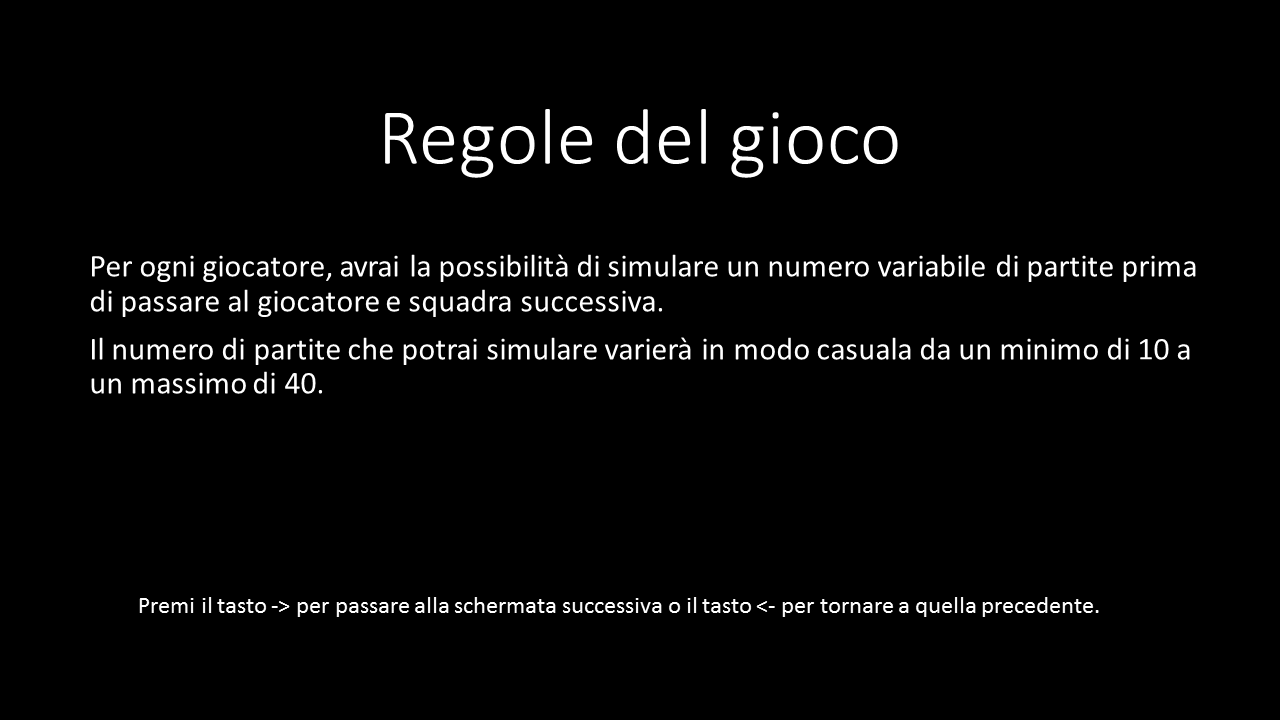 Regole del gioco
Per ogni giocatore, avrai la possibilità di simulare un numero variabile di partite prima
di passare al giocatore e squadra successiva.
Il numero di partite che potrai simulare varierà in modo casuala da un minimo di 10 a
un massimo di 40.
Premi il tasto -> per passare alla schermata successiva o il tasto <- per tornare a quella precedente.